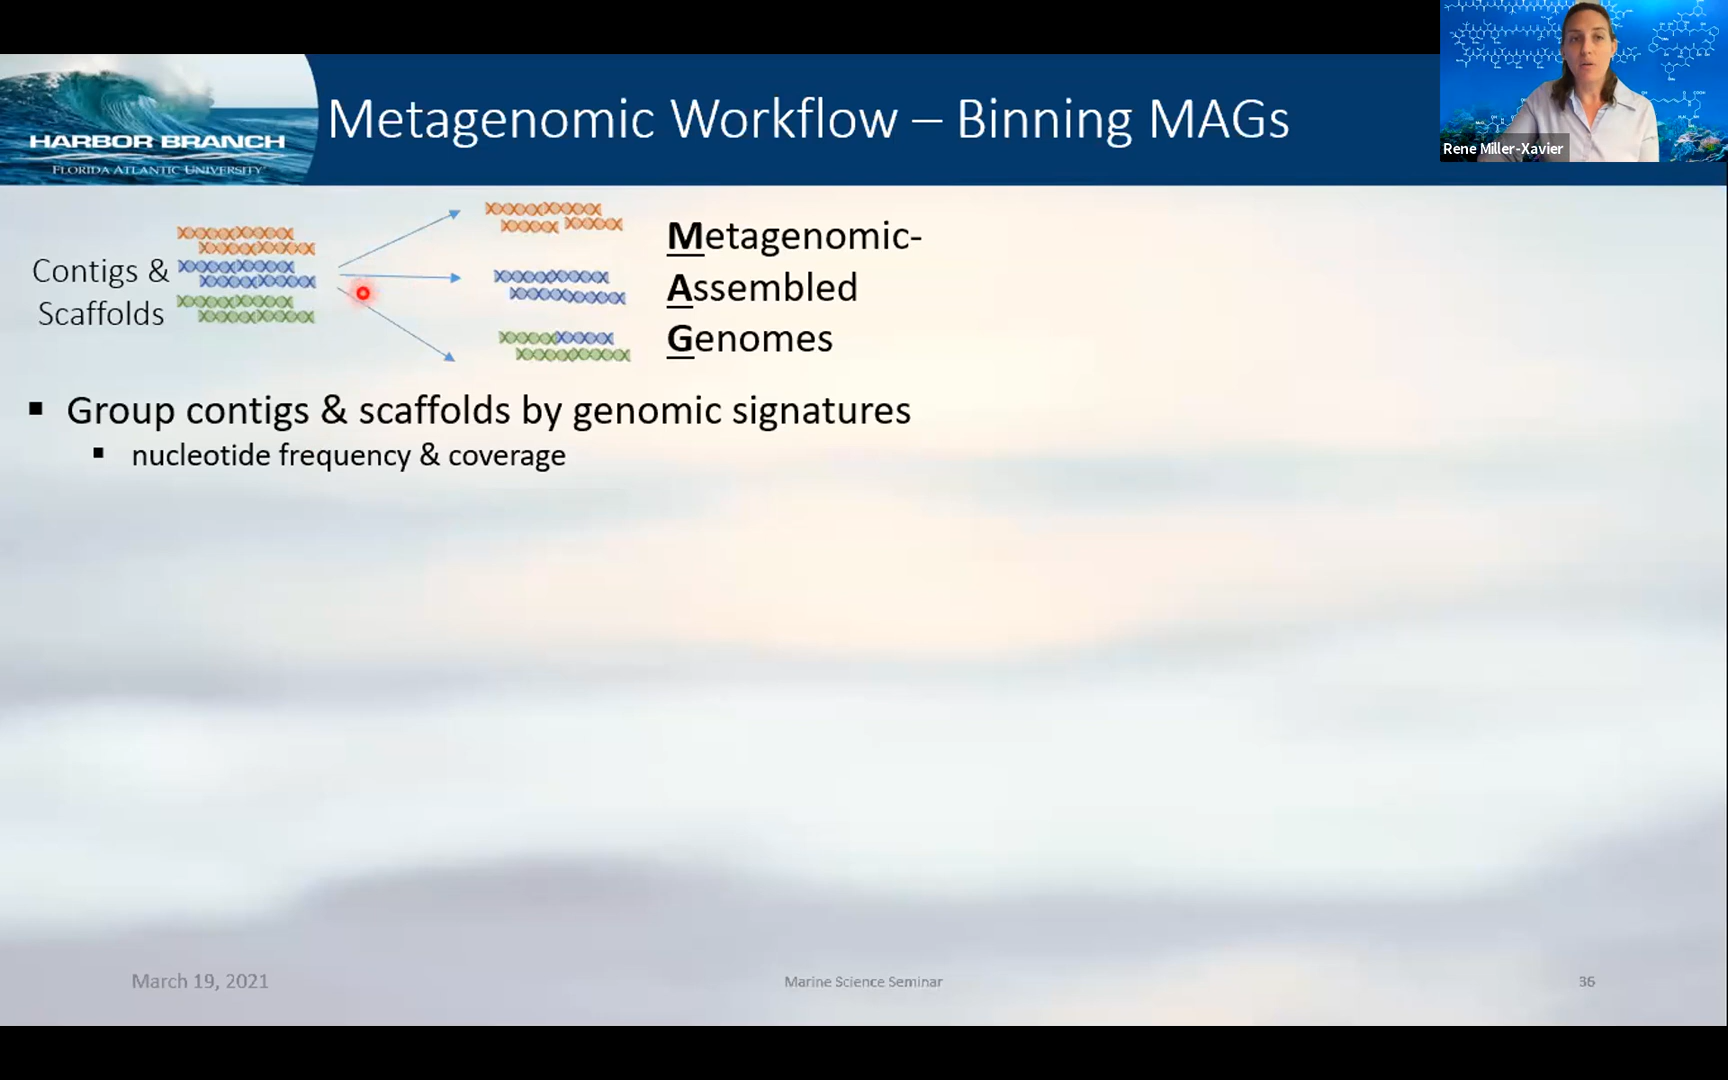 HARBOR BRANCH
FLORIDA ATLANTIC UNIVERSITY
Metagenomic Workflow – Binning MAGs
Rene Miller-Xavier
Contigs &
Scaffolds
Metagenomic-
Assembled
Genomes
Group contigs & scaffolds by genomic signatures
nucleotide frequency & coverage
March 19, 2021
Marine Science Seminar
36